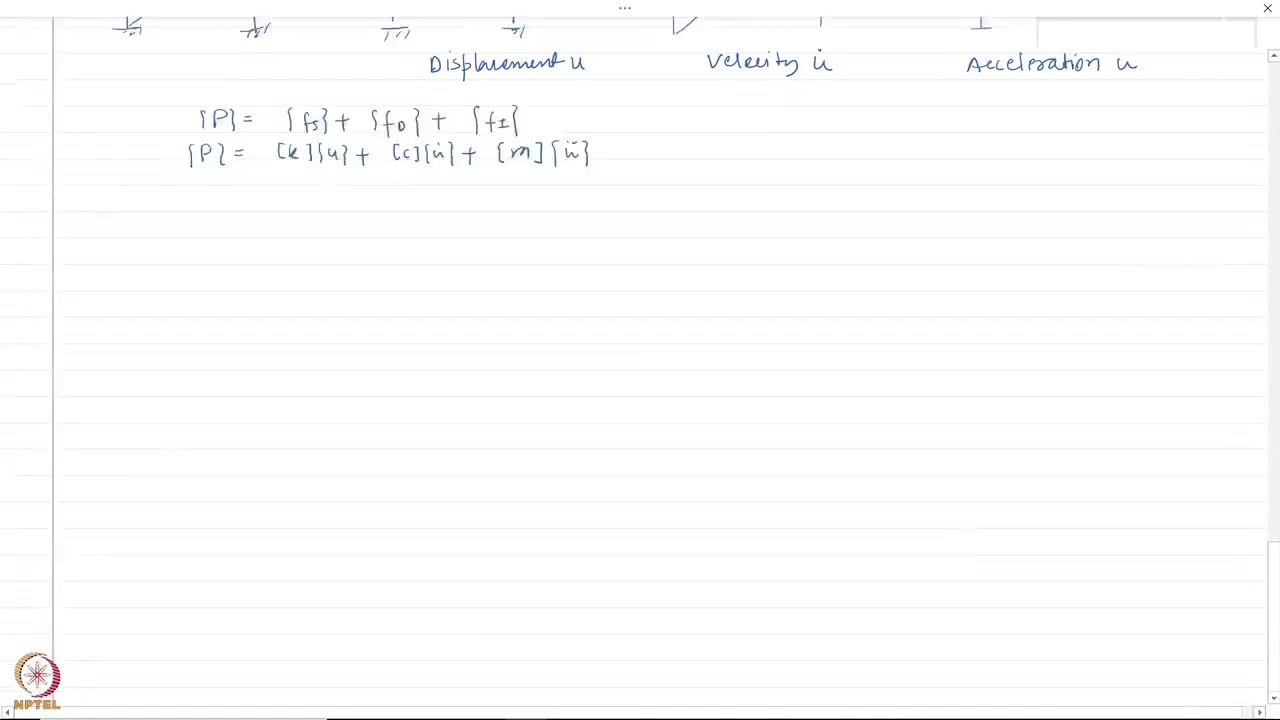 Displacement u Velocity u̇ Acceleration u
{P} = {fs} + {fD} + {fI}
{P} = [k]{u} + [c]{u̇} + [m]{ü}
NPTEL